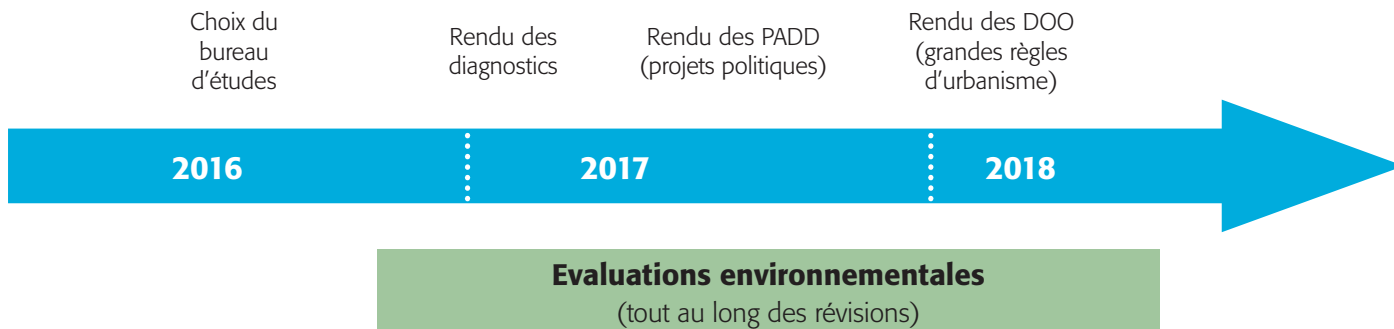 Choix du
bureau
d'études
Rendu des
diagnostics
Rendu des PADD
(projets politiques)
Rendu des DOO
(grandes règles
d'urbanisme)
2016
2017
2018
Evaluations environnementales
(tout au long des révisions)